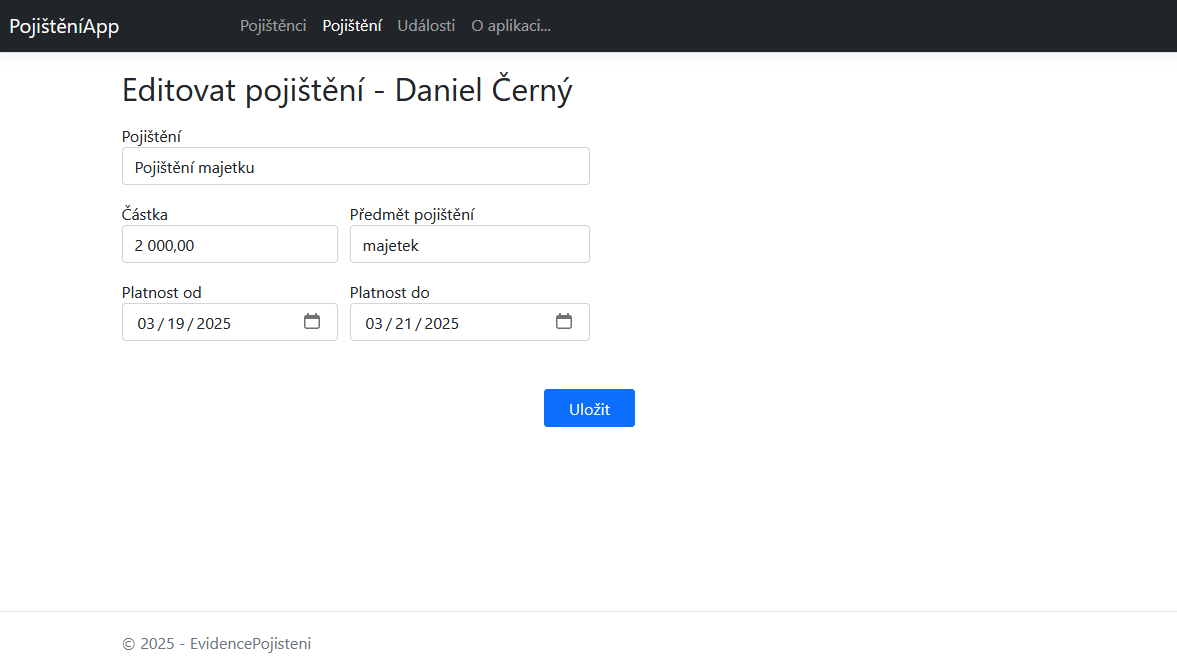 PojištěníApp Pojištěnci Pojištění Události O aplikaci...
Editovat pojištění - Daniel Černý
Pojištění
Pojištění majetku
Částka Předmět pojištění
2 000,00 majetek
Platnost od Platnost do
03/19/2025 03/21/2025
Uložit
© 2025 - EvidencePojisteni